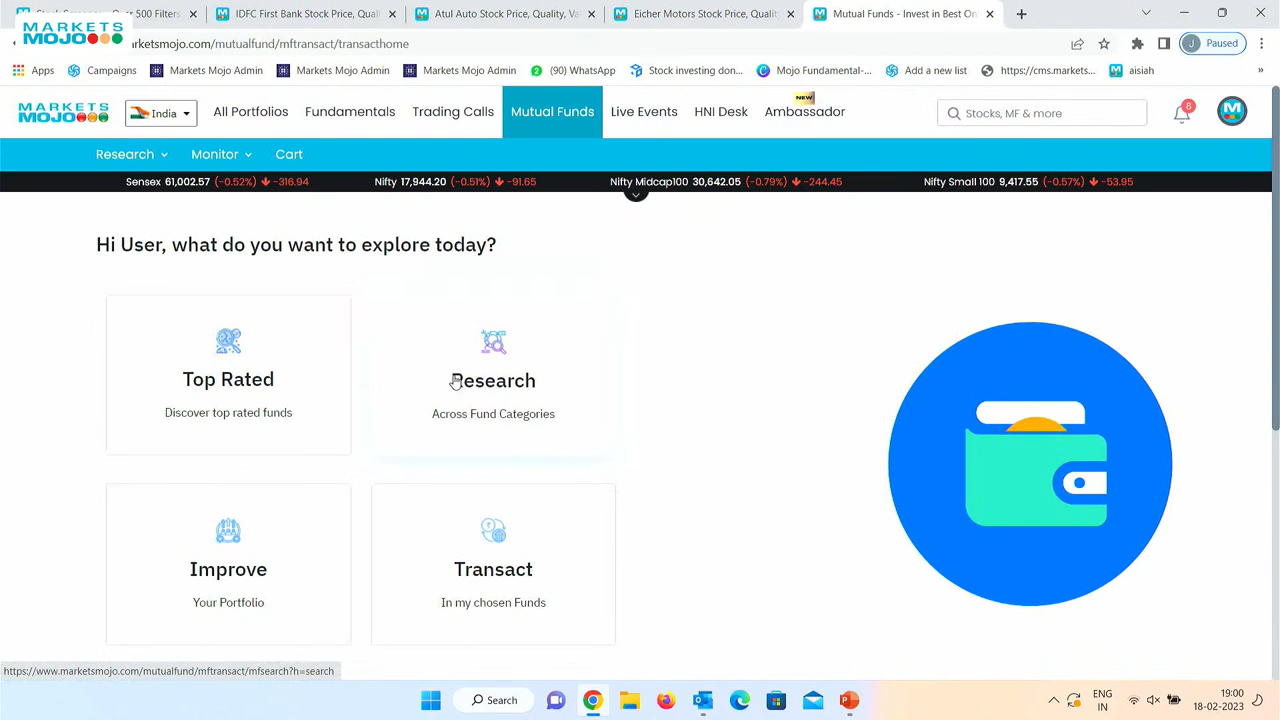 Stock Screener - Over 500 Filters
IDFC First Bank Stock Price, Quali
Atul Auto Stock Price, Quality, Va
Eicher Motors Stock Price, Quali
Mutual Funds - Invest in Best On
MARKETS MOJO
marketsmojo.com/mutualfund/mftransact/transacthome
J Paused
Apps Campaigns Markets Mojo Admin Markets Mojo Admin Markets Mojo Admin (90) WhatsApp Stock investing don... Mojo Fundamental-... Add a new list https://cms.markets... aisiah »
NEW
MARKETS MOJO India All Portfolios Fundamentals Trading Calls Mutual Funds Live Events HNI Desk Ambassador Stocks, MF & more 8 M
Research Monitor Cart
Sensex 61,002.57 (-0.52%) -316.94 Nifty 17,944.20 (-0.51%) -91.65 Nifty Midcap100 30,642.05 (-0.79%) -244.45 Nifty Small 100 9,417.55 (-0.57%) -53.95
Hi User, what do you want to explore today?
Top Rated
Discover top rated funds
Research
Across Fund Categories
Improve
Your Portfolio
Transact
In my chosen Funds
https://www.marketsmojo.com/mutualfund/mftransact/mfsearch?h=search
Search
ENG
IN
19:00
18-02-2023